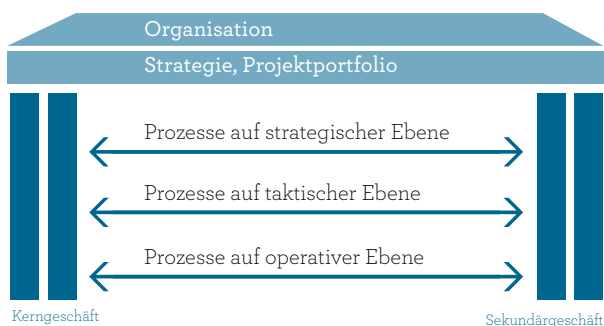 Organisation
Strategie, Projektportfolio
Prozesse auf strategischer Ebene
Prozesse auf taktischer Ebene
Prozesse auf operativer Ebene
Kerngeschäft
Sekundärgeschäft